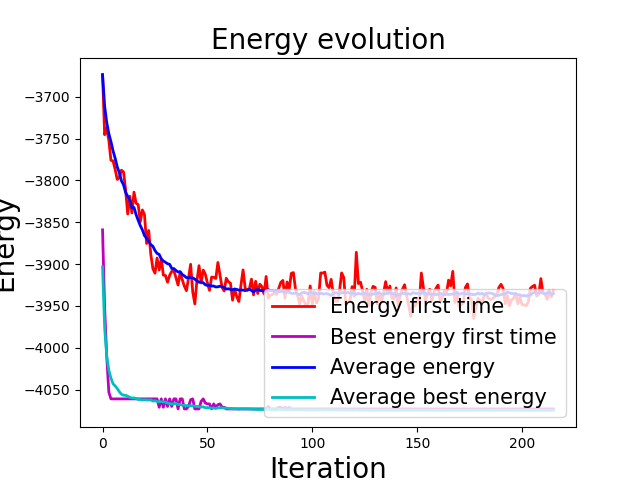 Energy evolution
Energy
−3700
−3750
−3800
−3850
−3900
−3950
−4000
−4050
Energy first time
Best energy first time
Average energy
Average best energy
0
50
100
150
200
Iteration